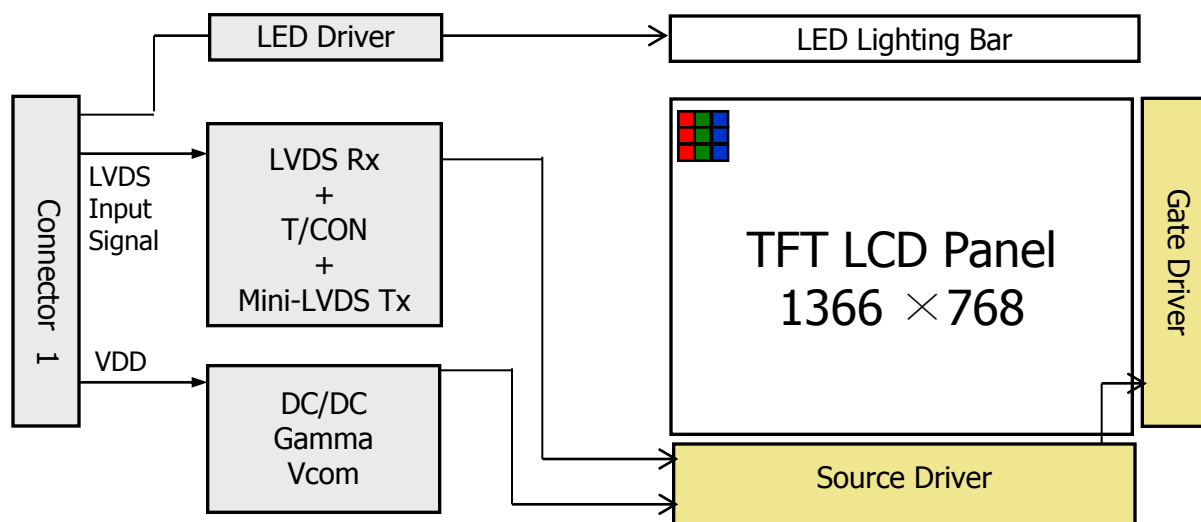 LED Driver
LED Lighting Bar
Connector 1
LVDS
Input
Signal
LVDS Rx
+
T/CON
+
Mini-LVDS Tx
TFT LCD Panel
1366 ×768
Gate Driver
VDD
DC/DC
Gamma
Vcom
Source Driver